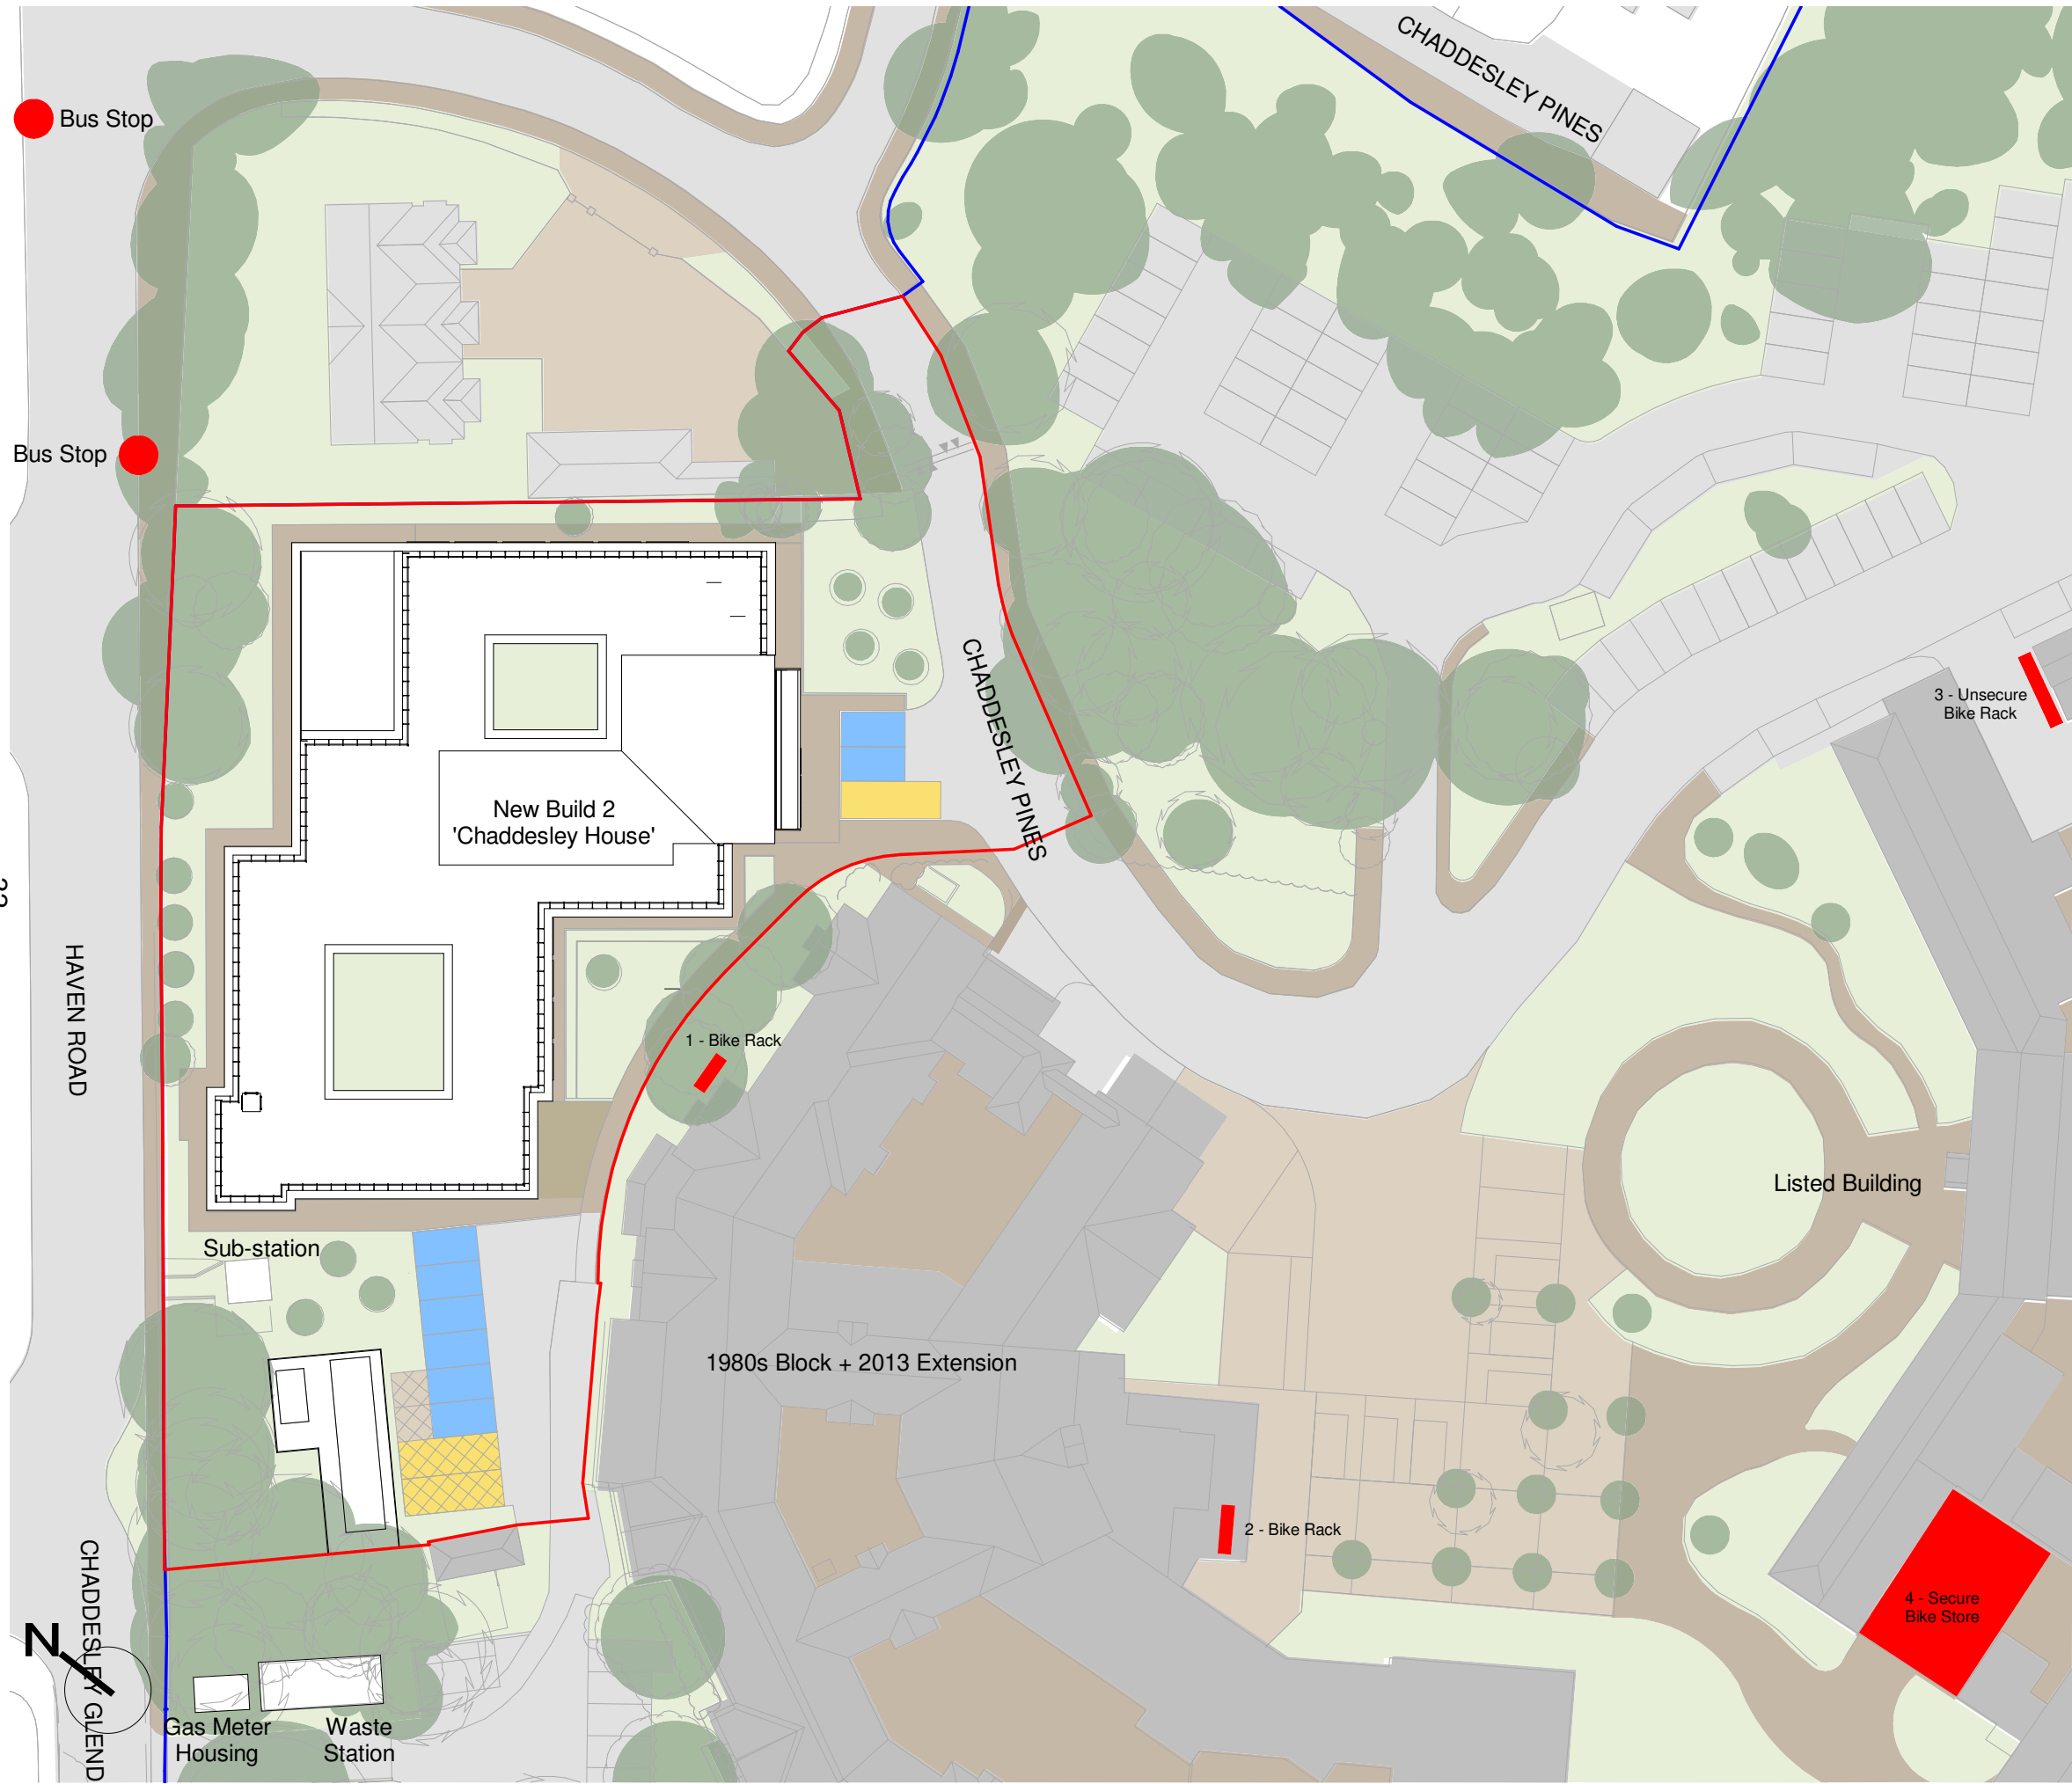 CHADDESLEY PINES
Bus Stop
Bus Stop
CHADDESLEY PINES
3 - Unsecure
Bike Rack
New Build 2
'Chaddesley House'
HAVEN ROAD
1 - Bike Rack
Listed Building
Sub-station
1980s Block + 2013 Extension
2 - Bike Rack
4 - Secure
Bike Store
N
CHADDESLEY GLEND
Gas Meter
Housing
Waste
Station